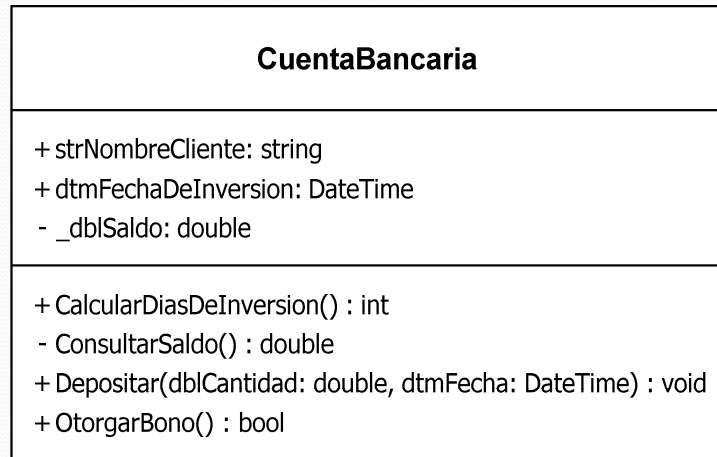 CuentaBancaria
+ strNombreCliente: string
+ dtmFechaDeInversion: DateTime
- _dblSaldo: double
+ CalcularDiasDeInversion() : int
- ConsultarSaldo() : double
+ Depositar(dblCantidad: double, dtmFecha: DateTime) : void
+ OtorgarBono() : bool